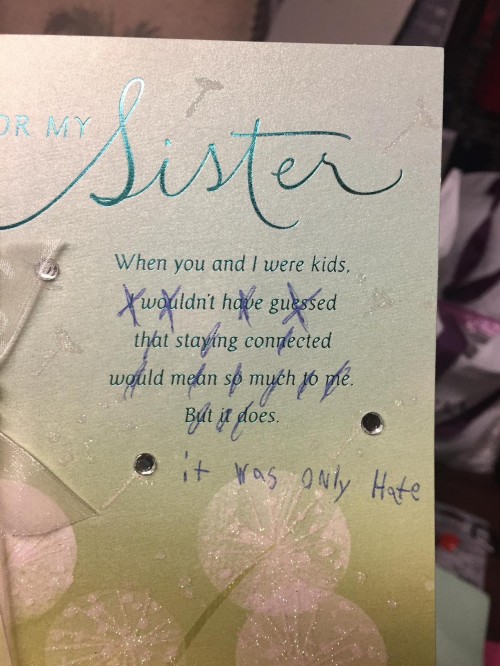 OR MY
Sister
When you and I were kids,
I wouldn't have guessed
that staying connected
would mean so much to me.
But it does.
it was only Hate